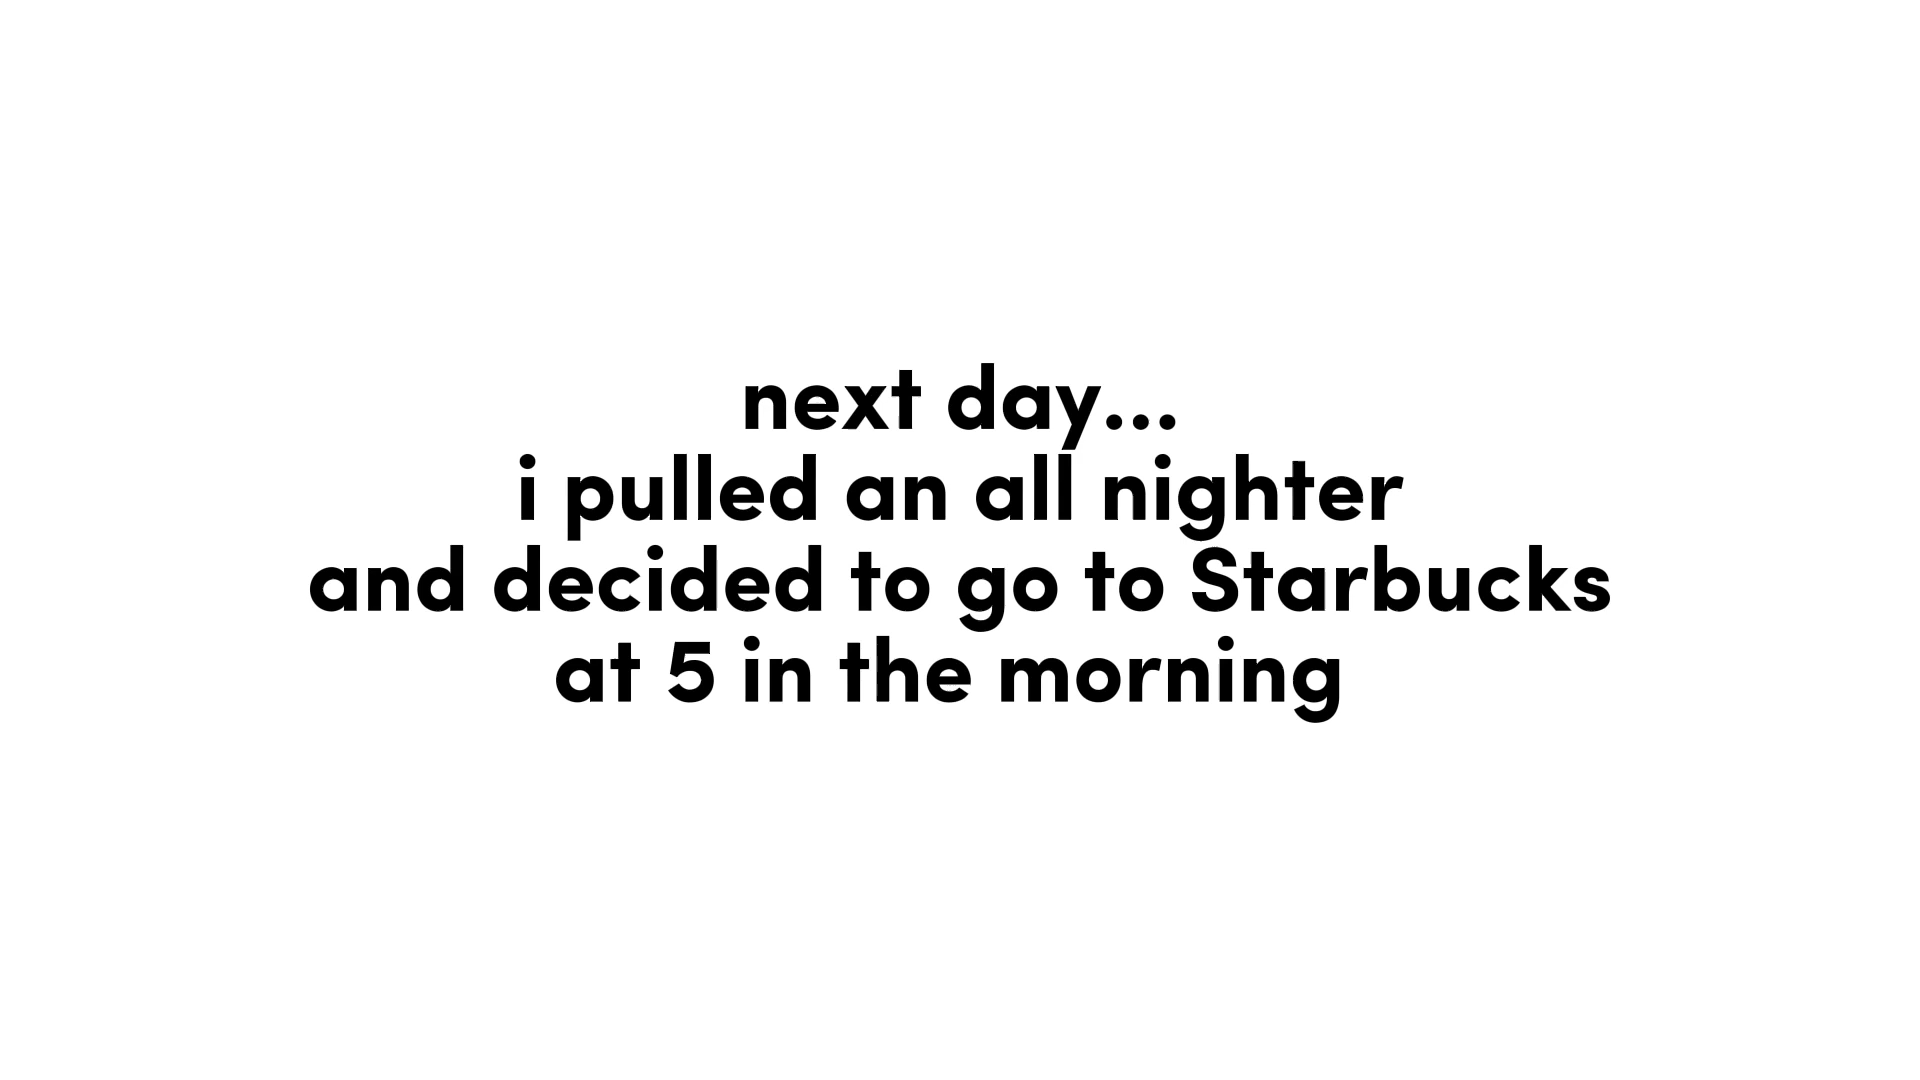 next day...
i pulled an all nighter
and decided to go to Starbucks
at 5 in the morning